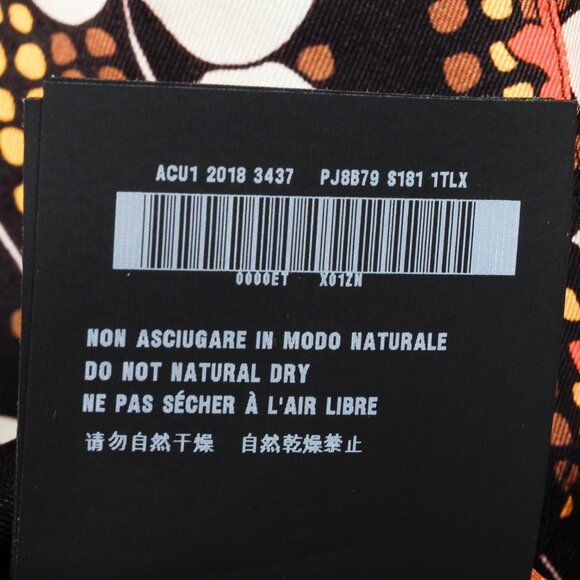 ACU1 2018 3437 PJ8B79 S181 1TLX
0000ET X01ZN
NON ASCIUGARE IN MODO NATURALE
DO NOT NATURAL DRY
NE PAS SÉCHER À L'AIR LIBRE
请勿自然干燥 自然乾燥禁止